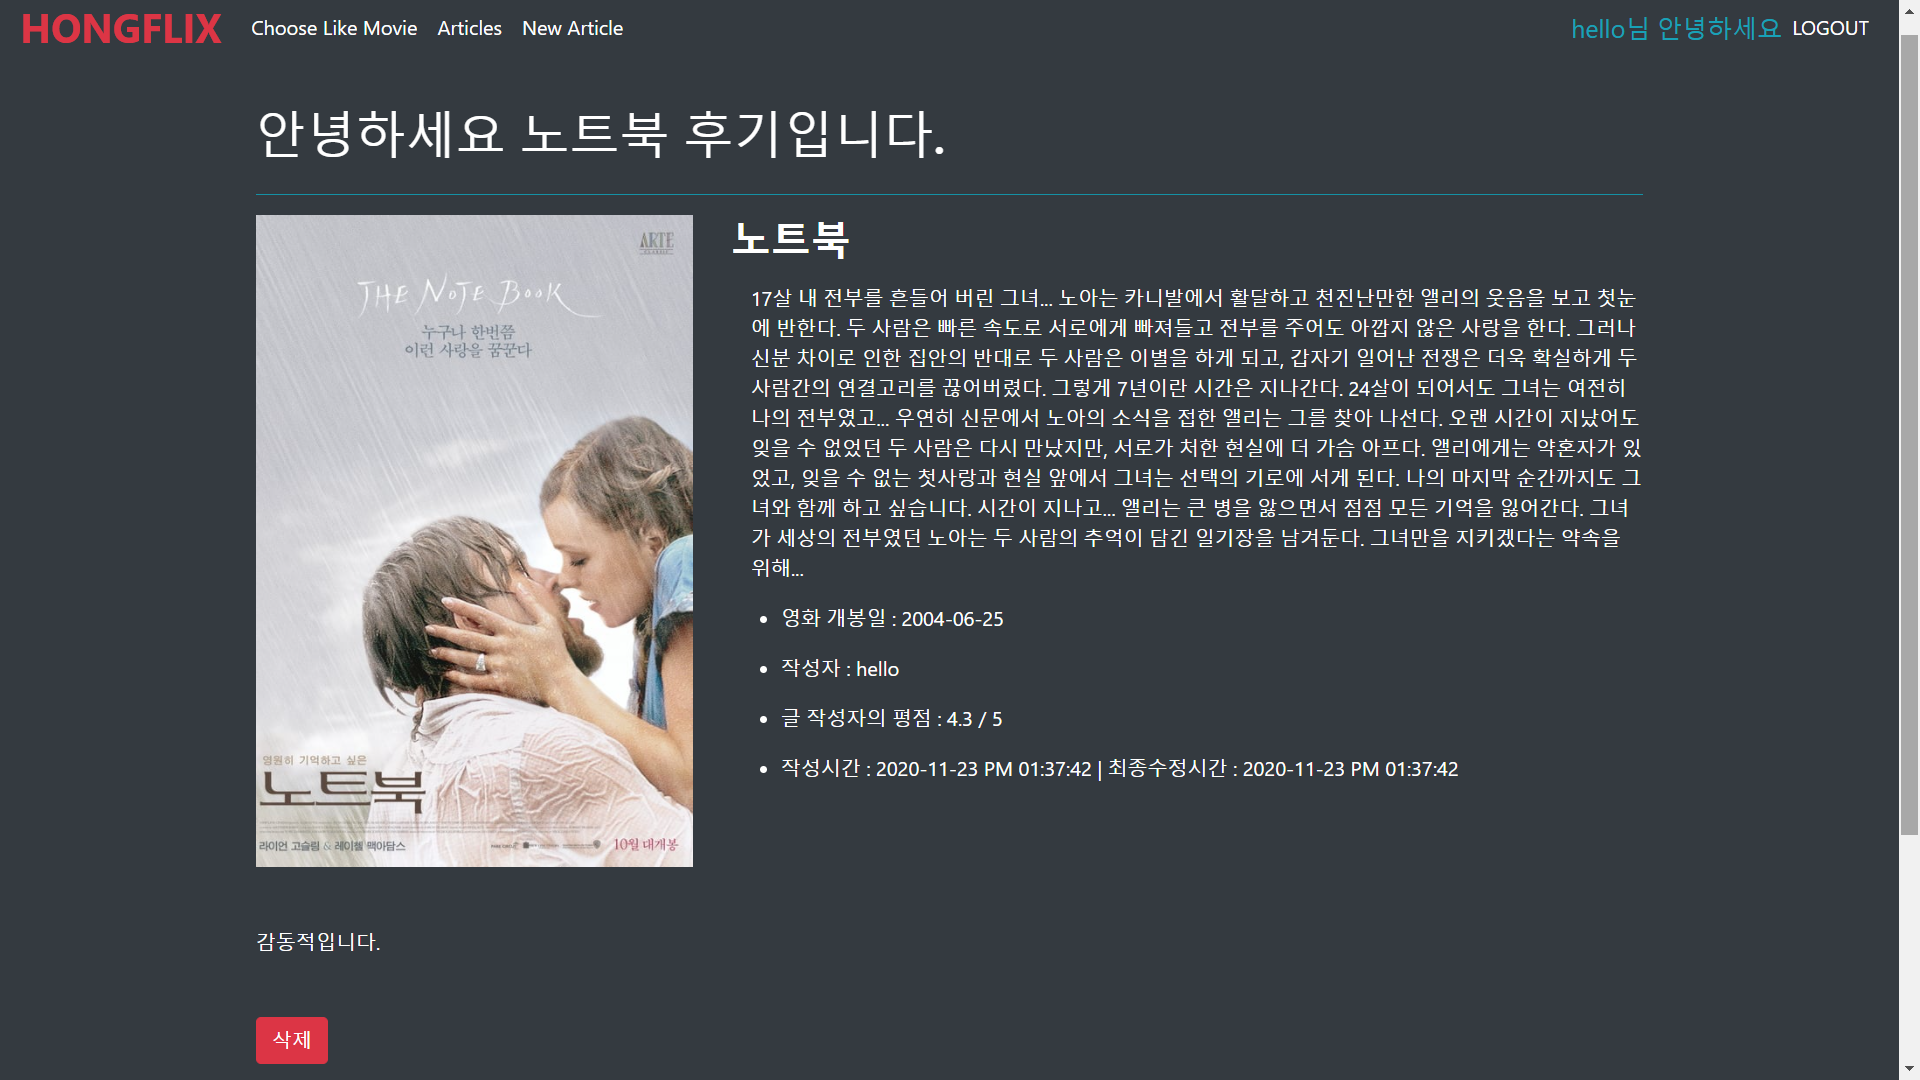 HONGFLIX
Choose Like Movie
Articles
New Article
hello님 안녕하세요
LOGOUT
안녕하세요 노트북 후기입니다.
ARTE
THE NOTE BOOK
누구나 한번쯤
이런 사랑을 꿈꾼다
영원히 기억하고 싶은
노트북
라이언 고슬링 & 레이첼 맥아담스
10월 대개봉
노트북
17살 내 전부를 흔들어 버린 그녀... 노아는 카니발에서 활달하고 천진난만한 앨리의 웃음을 보고 첫눈
에 반한다. 두 사람은 빠른 속도로 서로에게 빠져들고 전부를 주어도 아깝지 않은 사랑을 한다. 그러나
신분 차이로 인한 집안의 반대로 두 사람은 이별을 하게 되고, 갑자기 일어난 전쟁은 더욱 확실하게 두
사람간의 연결고리를 끊어버렸다. 그렇게 7년이란 시간은 지나간다. 24살이 되어서도 그녀는 여전히
나의 전부였고... 우연히 신문에서 노아의 소식을 접한 앨리는 그를 찾아 나선다. 오랜 시간이 지났어도
잊을 수 없었던 두 사람은 다시 만났지만, 서로가 처한 현실에 더 가슴 아프다. 앨리에게는 약혼자가 있
었고, 잊을 수 없는 첫사랑과 현실 앞에서 그녀는 선택의 기로에 서게 된다. 나의 마지막 순간까지도 그
녀와 함께 하고 싶습니다. 시간이 지나고... 앨리는 큰 병을 앓으면서 점점 모든 기억을 잃어간다. 그녀
가 세상의 전부였던 노아는 두 사람의 추억이 담긴 일기장을 남겨둔다. 그녀만을 지키겠다는 약속을
위해...
영화 개봉일 : 2004-06-25
작성자 : hello
글 작성자의 평점 : 4.3 / 5
작성시간 : 2020-11-23 PM 01:37:42 | 최종수정시간 : 2020-11-23 PM 01:37:42
감동적입니다.
삭제